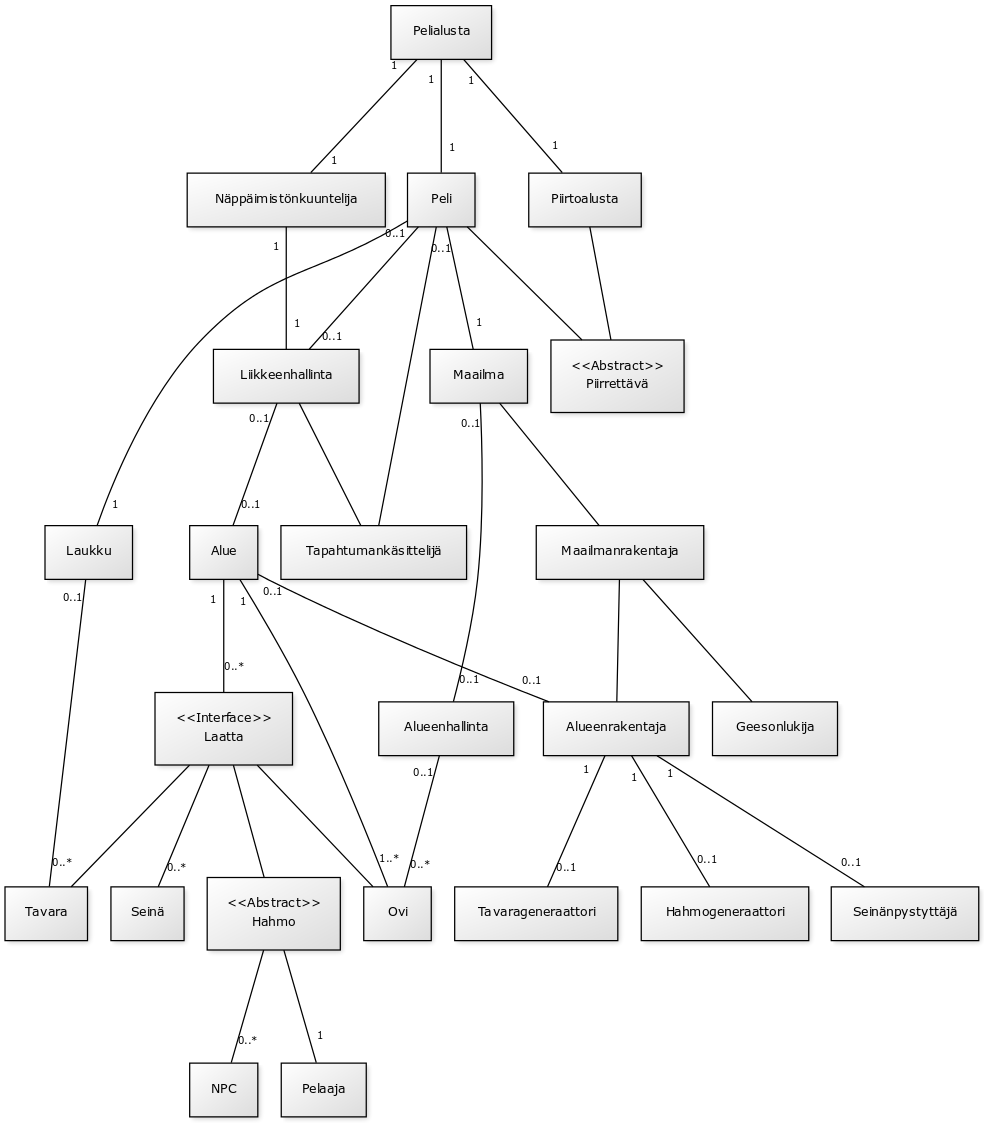 Pelialusta
1
1
1
1
1
1
Näppäimistönkuuntelija
Peli
Piirtoalusta
0..1
1
0..1
1
0..1
1
<<Abstract>>
Piirrettävä
Liikkeenhallinta
Maailma
0..1
0..1
0..1
1
Laukku
Alue
Tapahtumankäsittelijä
Maailmanrakentaja
0..1
1
1
0..1
0..*
0..1
0..1
<<Interface>>
Laatta
Alueenhallinta
Alueenrakentaja
Geesonlukija
0..1
1
1
1
0..*
0..*
1..*
0..*
0..1
0..1
0..1
Tavara
Seinä
<<Abstract>>
Hahmo
Ovi
Tavarageneraattori
Hahmogeneraattori
Seinänpystyttäjä
0..*
1
NPC
Pelaaja